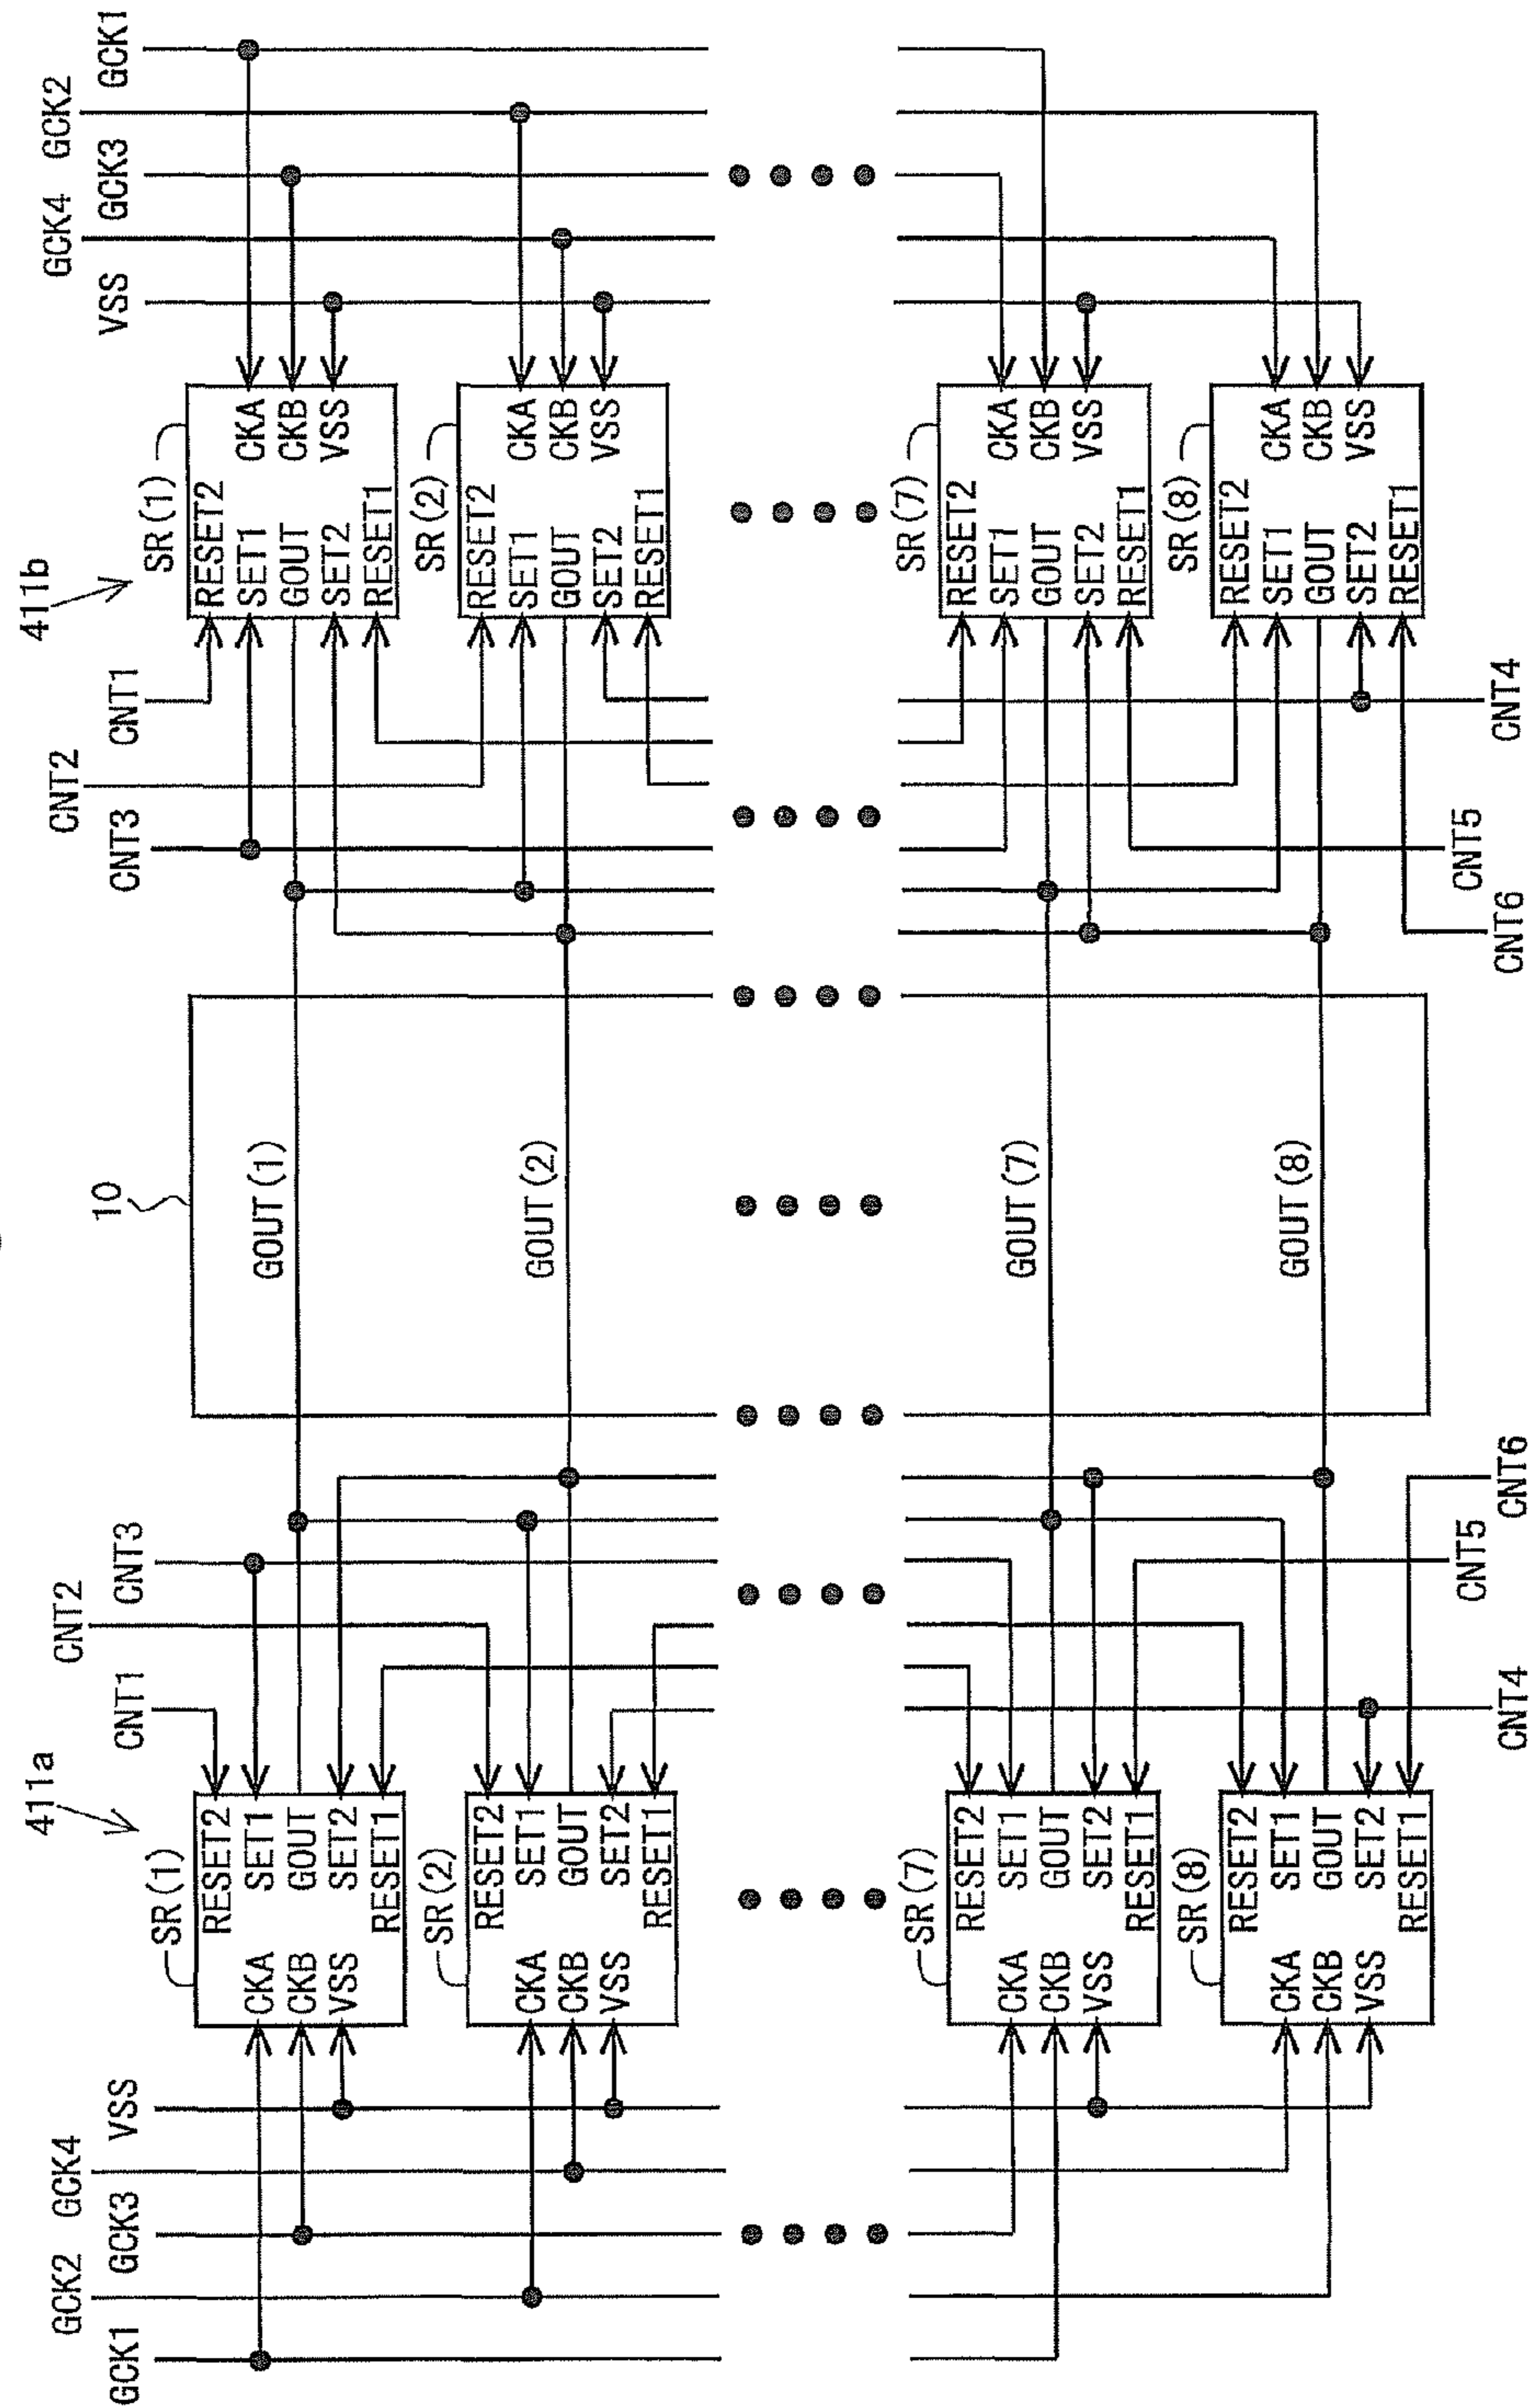 411a
411b
10
GCK1
GCK2
GCK3
GCK4
VSS
CNT1
CNT2
CNT3
CNT3
CNT2
CNT1
VSS
GCK4
GCK3
GCK2
GCK1
SR(1)
CKA
CKB
VSS
RESET2
SET1
GOUT
SET2
RESET1
GOUT(1)
SR(1)
RESET2
SET1
GOUT
SET2
RESET1
CKA
CKB
VSS
SR(2)
CKA
CKB
VSS
RESET2
SET1
GOUT
SET2
RESET1
GOUT(2)
SR(2)
RESET2
SET1
GOUT
SET2
RESET1
CKA
CKB
VSS
SR(7)
CKA
CKB
VSS
RESET2
SET1
GOUT
SET2
RESET1
GOUT(7)
SR(7)
RESET2
SET1
GOUT
SET2
RESET1
CKA
CKB
VSS
SR(8)
CKA
CKB
VSS
RESET2
SET1
GOUT
SET2
RESET1
GOUT(8)
SR(8)
RESET2
SET1
GOUT
SET2
RESET1
CKA
CKB
VSS
CNT4
CNT5
CNT6
CNT6
CNT5
CNT4